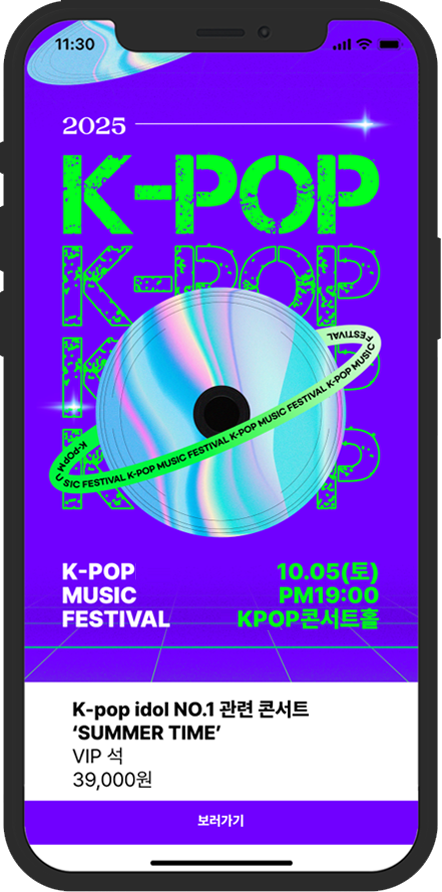 11:30
2025
K-POP
K-POP
K-POP
K-POP
FESTIVAL
K-POP MUSIC FESTIVAL K-POP MUSIC FESTIVAL K-POP MUSIC
K-POP
MUSIC
FESTIVAL
10.05(토)
PM19:00
KPOP콘서트홀
K-pop idol NO.1 관련 콘서트
‘SUMMER TIME’
VIP 석
39,000원
보러가기